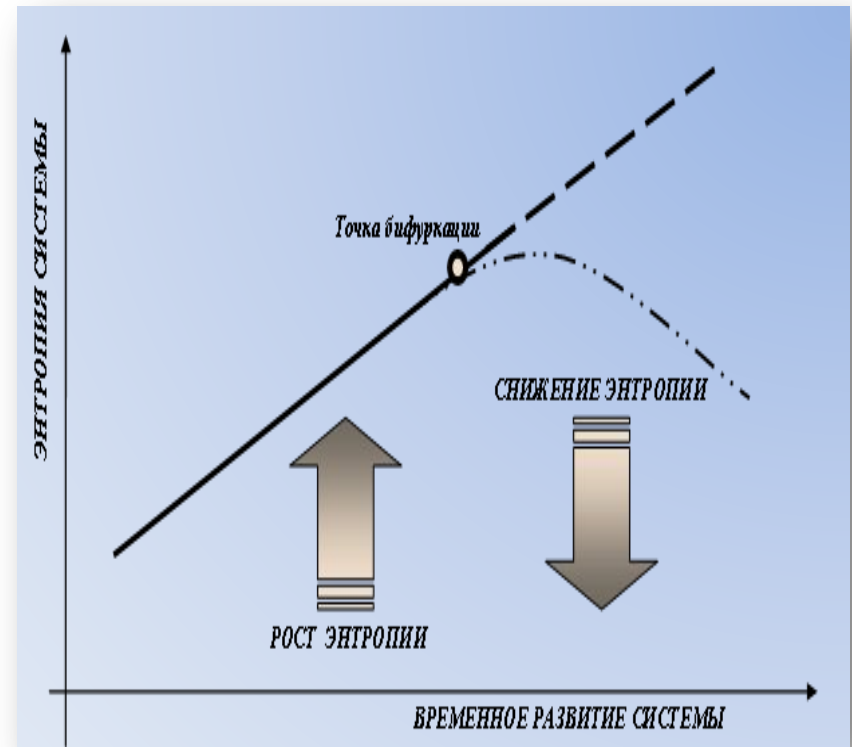 ЭНТРОПИЯ СИСТЕМЫ
Точка бифуркации
СНИЖЕНИЕ ЭНТРОПИИ
РОСТ ЭНТРОПИИ
ВРЕМЕННОЕ РАЗВИТИЕ СИСТЕМЫ